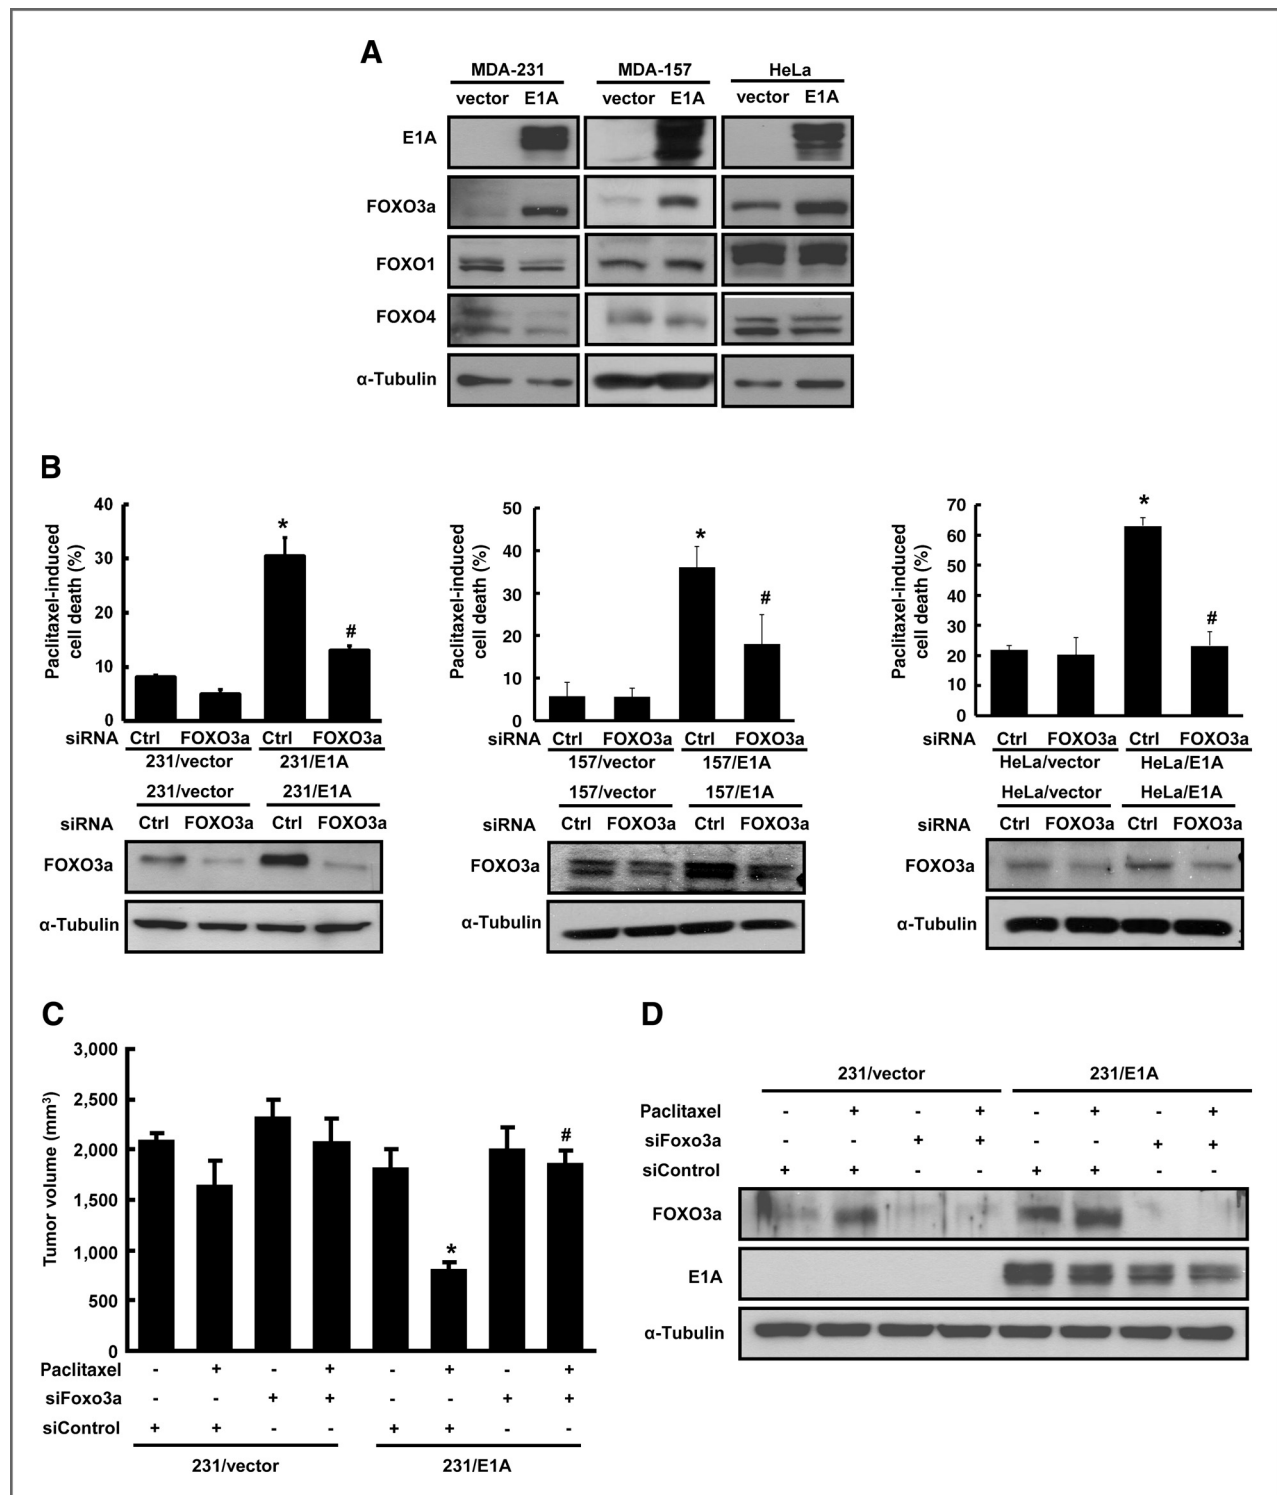 A
MDA-231 MDA-157 HeLa
vector E1A vector E1A vector E1A
E1A
FOXO3a
FOXO1
FOXO4
α-Tubulin
B
Paclitaxel-induced cell death (%)
40
30
20
10
0
siRNA Ctrl FOXO3a Ctrl FOXO3a
231/vector 231/E1A
* #
Paclitaxel-induced cell death (%)
50
40
30
20
10
0
siRNA Ctrl FOXO3a Ctrl FOXO3a
157/vector 157/E1A
* #
Paclitaxel-induced cell death (%)
70
60
50
40
30
20
10
0
siRNA Ctrl FOXO3a Ctrl FOXO3a
HeLa/vector HeLa/E1A
* #
231/vector 231/E1A
siRNA Ctrl FOXO3a Ctrl FOXO3a
FOXO3a
α-Tubulin
157/vector 157/E1A
siRNA Ctrl FOXO3a Ctrl FOXO3a
FOXO3a
α-Tubulin
HeLa/vector HeLa/E1A
siRNA Ctrl FOXO3a Ctrl FOXO3a
FOXO3a
α-Tubulin
C
Tumor volume (mm³)
3,000
2,500
2,000
1,500
1,000
500
0
* #
Paclitaxel - + - + - + - +
siFoxo3a - - + + - - + +
siControl + + - - + + - -
231/vector 231/E1A
D
231/vector 231/E1A
Paclitaxel - + - + - + - +
siFoxo3a - - + + - - + +
siControl + + - - + + - -
FOXO3a
E1A
α-Tubulin